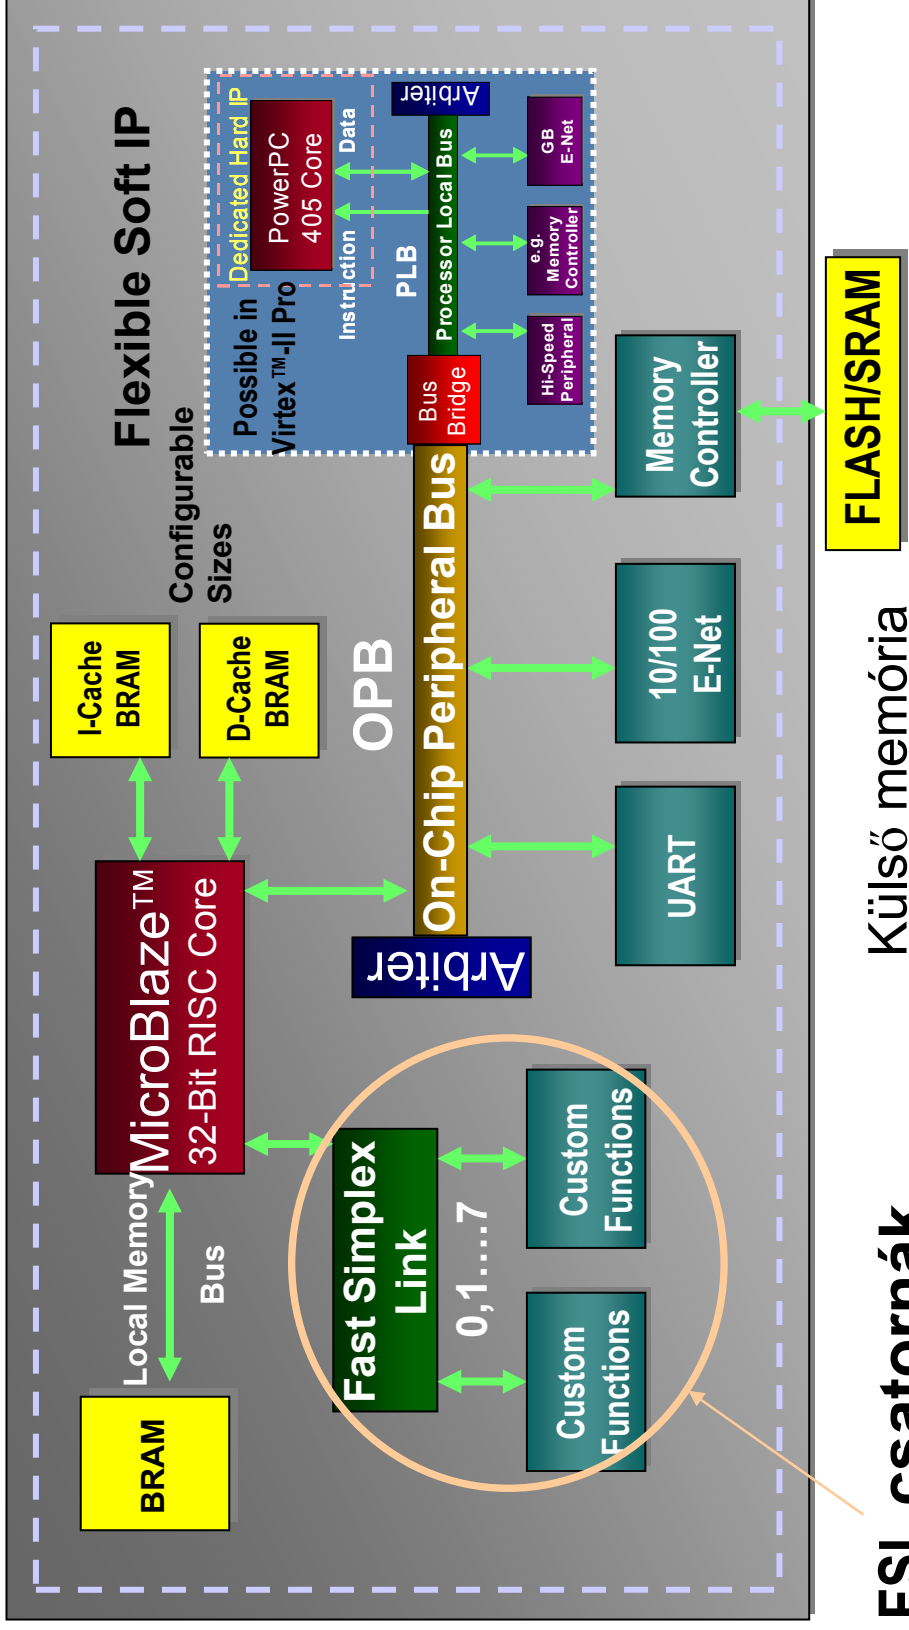 Flexible Soft IP
I-Cache
BRAM
Configurable
Sizes
D-Cache
BRAM
MicroBlaze™
32-Bit RISC Core
Local Memory
Bus
BRAM
Dedicated Hard IP
PowerPC
405 Core
Possible in
Virtex™-II Pro
Instruction
Data
PLB
Processor Local Bus
Arbiter
Bus
Bridge
Hi-Speed
Peripheral
e.g.
Memory
Controller
GB
E-Net
OPB
On-Chip Peripheral Bus
Arbiter
Fast Simplex
Link
0,1....7
Custom
Functions
Custom
Functions
UART
10/100
E-Net
Memory
Controller
FLASH/SRAM
Külső memória
FSL csatornák